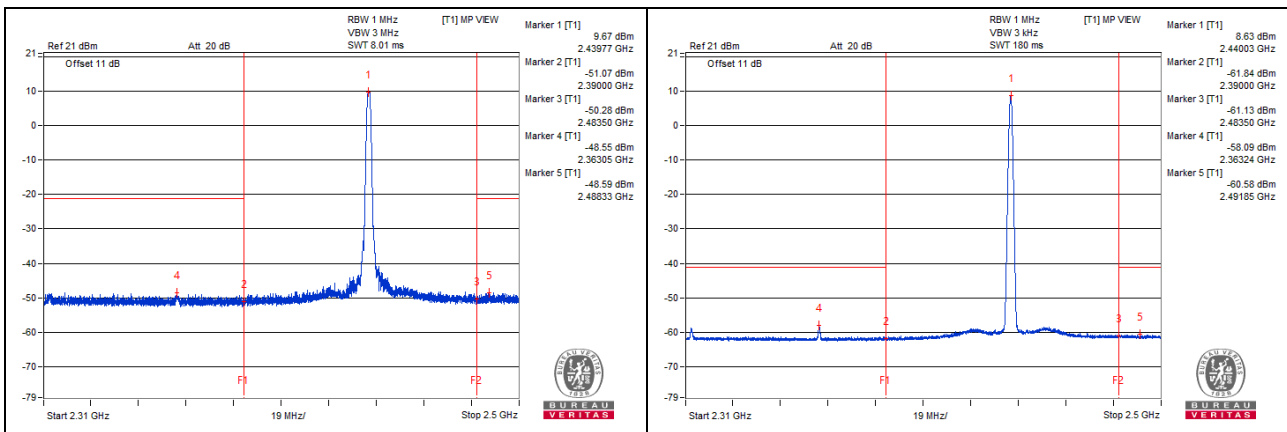 RBW 1 MHz [T1] MP VIEW
VBW 3 MHz
Ref 21 dBm Att 20 dB SWT 8.01 ms
Offset 11 dB
21
10
0
-10
-20
-30
-40
-50
-60
-70
-79
1
2
3
4
5
F1
F2
Start 2.31 GHz 19 MHz/ Stop 2.5 GHz
Marker 1 [T1]
9.67 dBm
2.43977 GHz
Marker 2 [T1]
-51.07 dBm
2.39000 GHz
Marker 3 [T1]
-50.28 dBm
2.48350 GHz
Marker 4 [T1]
-48.55 dBm
2.36305 GHz
Marker 5 [T1]
-48.59 dBm
2.48833 GHz
BUREAU VERITAS
1828
BUREAU
VERITAS
RBW 1 MHz [T1] MP VIEW
VBW 3 kHz
Ref 21 dBm Att 20 dB SWT 180 ms
Offset 11 dB
21
10
0
-10
-20
-30
-40
-50
-60
-70
-79
1
2
3
4
5
F1
F2
Start 2.31 GHz 19 MHz/ Stop 2.5 GHz
Marker 1 [T1]
8.63 dBm
2.44003 GHz
Marker 2 [T1]
-61.84 dBm
2.39000 GHz
Marker 3 [T1]
-61.13 dBm
2.48350 GHz
Marker 4 [T1]
-58.09 dBm
2.36324 GHz
Marker 5 [T1]
-60.58 dBm
2.49185 GHz
BUREAU VERITAS
1828
BUREAU
VERITAS